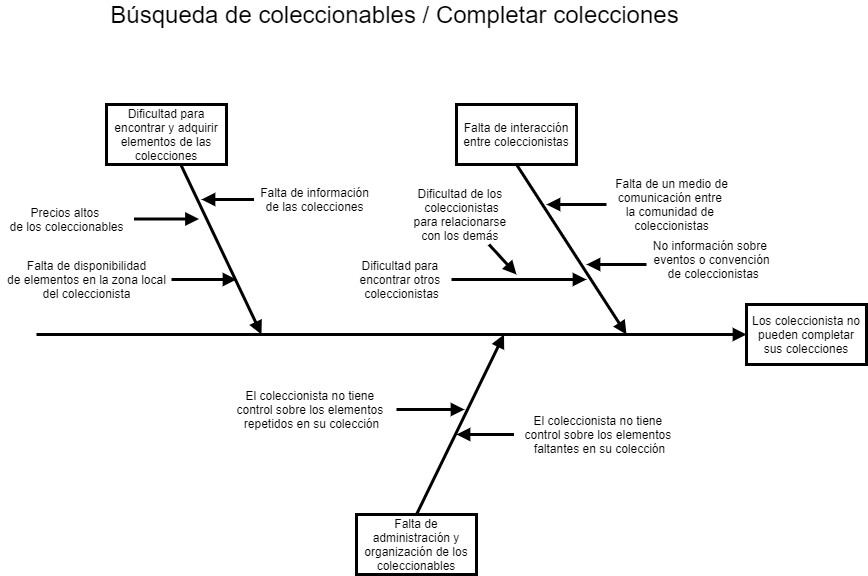 Búsqueda de coleccionables / Completar colecciones
Dificultad para
encontrar y adquirir
elementos de las
colecciones
Falta de interacción
entre coleccionistas
Falta de información
de las colecciones
Precios altos
de los coleccionables
Falta de disponibilidad
de elementos en la zona local
del coleccionista
Dificultad de los
coleccionistas
para relacionarse
con los demás
Dificultad para
encontrar otros
coleccionistas
Falta de un medio de
comunicación entre
la comunidad de
coleccionistas
No información sobre
eventos o convención
de coleccionistas
Los coleccionista no
pueden completar
sus colecciones
El coleccionista no tiene
control sobre los elementos
repetidos en su colección
El coleccionista no tiene
control sobre los elementos
faltantes en su colección
Falta de
administración y
organización de los
coleccionables